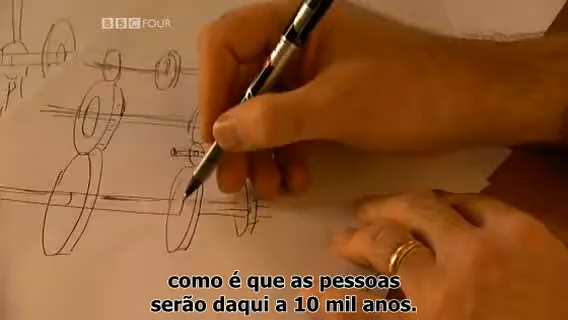 BBC FOUR
como é que as pessoas
serão daqui a 10 mil anos.